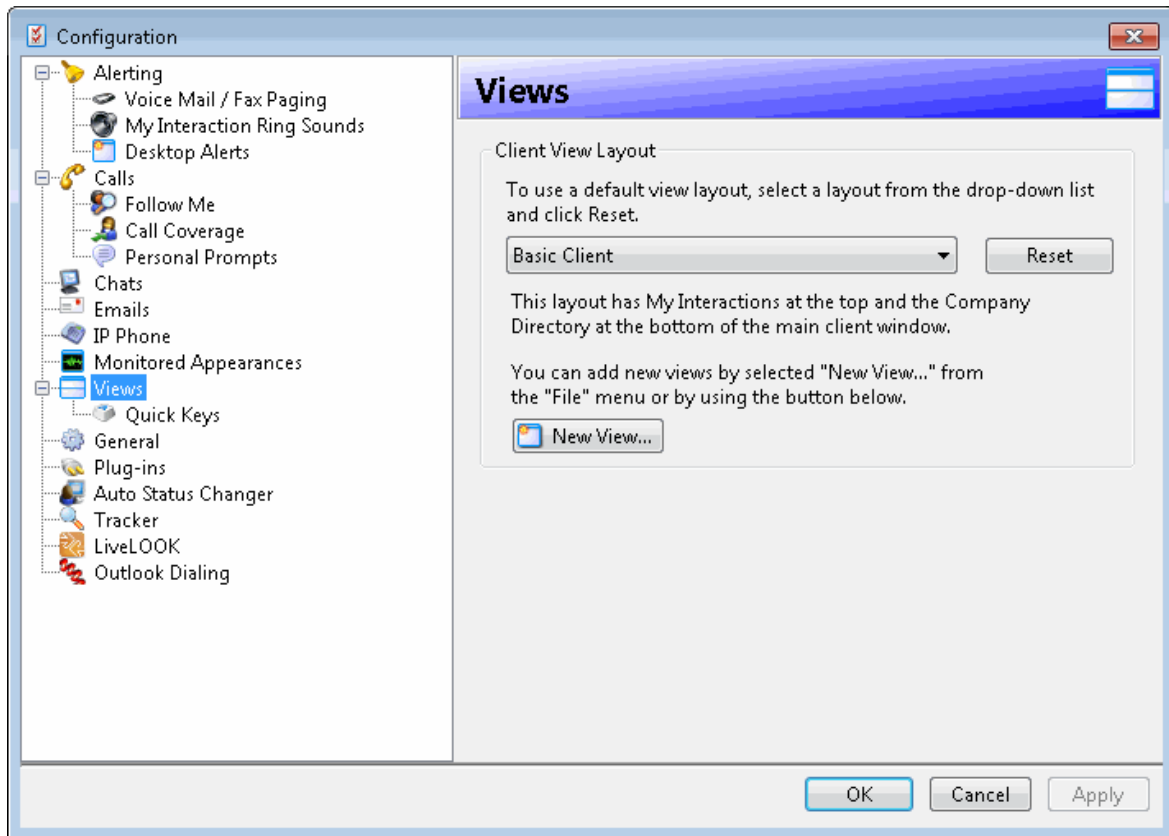 Configuration
Alerting
Voice Mail / Fax Paging
My Interaction Ring Sounds
Desktop Alerts
Calls
Follow Me
Call Coverage
Personal Prompts
Chats
Emails
IP Phone
Monitored Appearances
Views
Quick Keys
General
Plug-ins
Auto Status Changer
Tracker
LiveLOOK
Outlook Dialing
Views
Client View Layout
To use a default view layout, select a layout from the drop-down list
and click Reset.
Basic Client
Reset
This layout has My Interactions at the top and the Company
Directory at the bottom of the main client window.
You can add new views by selected "New View..." from
the "File" menu or by using the button below.
New View...
OK
Cancel
Apply